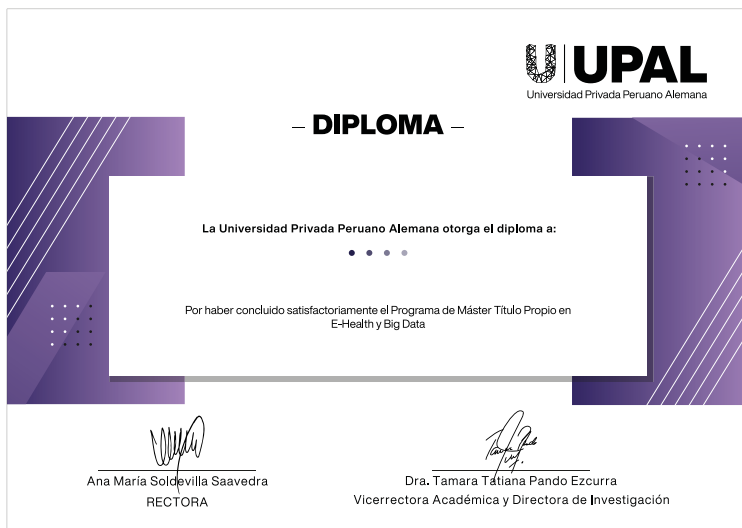 UPAL
Universidad Privada Peruano Alemana
– DIPLOMA –
La Universidad Privada Peruano Alemana otorga el diploma a:
Por haber concluido satisfactoriamente el Programa de Máster Título Propio en
E-Health y Big Data
Ana María Soldevilla Saavedra
RECTORA
Dra. Tamara Tatiana Pando Ezcurra
Vicerrectora Académica y Directora de Investigación